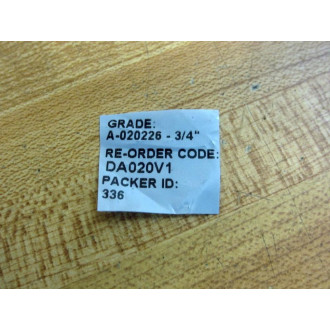 GRADE:
A-020226 - 3/4"
RE-ORDER CODE:
DA020V1
PACKER ID:
336